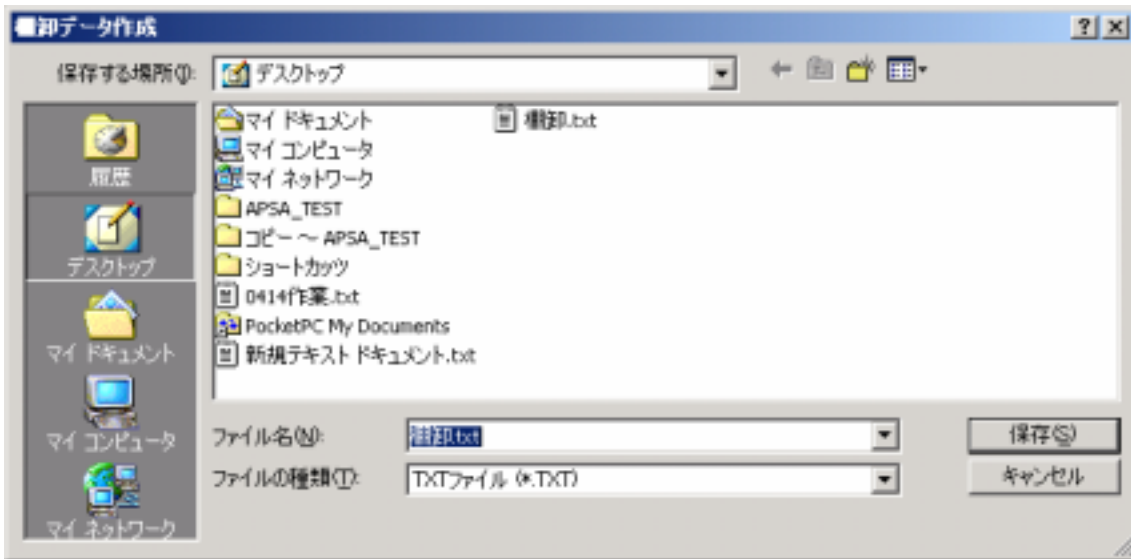 棚卸データ作成
保存する場所(I): デスクトップ
履歴
デスクトップ
マイ ドキュメント
マイ コンピュータ
マイ ネットワーク
マイ ドキュメント
マイ コンピュータ
マイ ネットワーク
APSA_TEST
コピー ～ APSA_TEST
ショートカッツ
0414作業.txt
PocketPC My Documents
新規テキスト ドキュメント.txt
棚卸.txt
ファイル名(N): 棚卸.txt
保存(S)
ファイルの種類(T): TXTファイル (*.TXT)
キャンセル